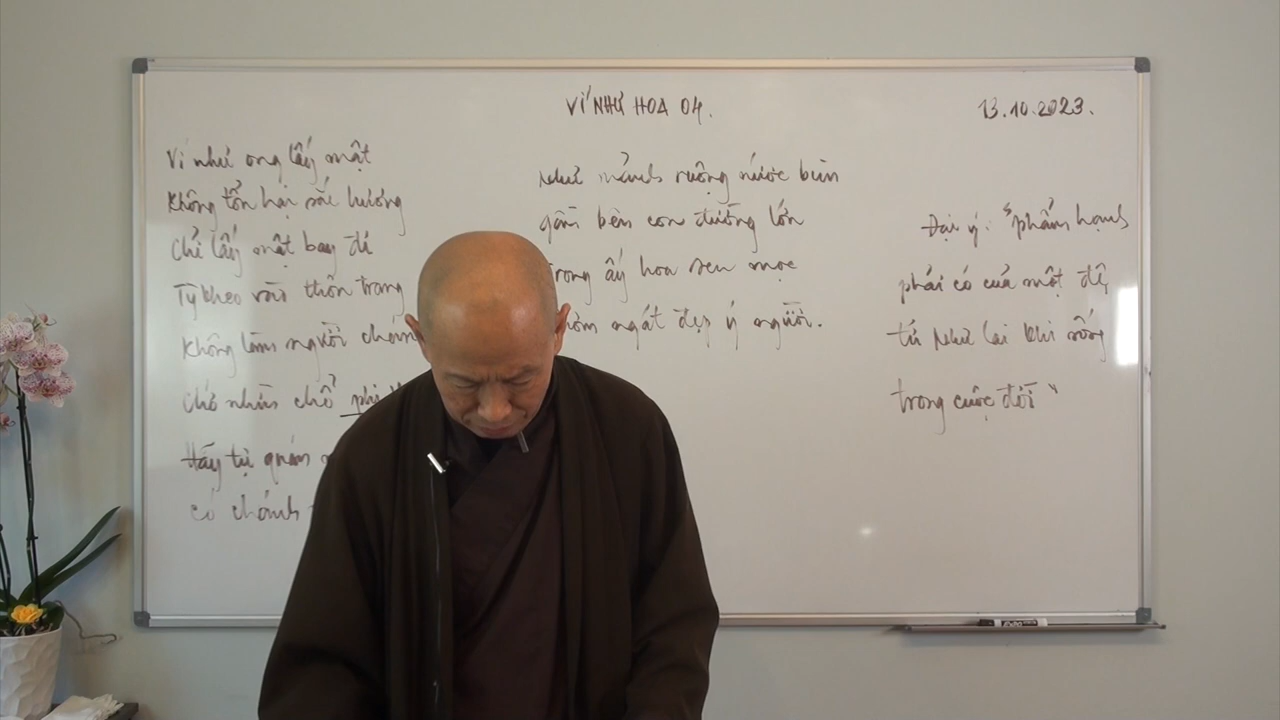 VÍ NHƯ HOA 04.
13.10.2023.
Ví như ong lấy mật
Không tổn hại sắc hương
Chỉ lấy mật bay đi
Tỳ kheo vào thôn trang
Không làm người
Chớ nhìn chỗ
Hãy tự quán
có chánh
Như mảnh ruộng nước bùn
gần bên con đường lớn
trong ấy hoa sen mọc
thơm ngát đẹp ý người.
Đại ý: "phẩm hạnh
phải có của một đệ
tử Như Lai khi sống
trong cuộc đời"